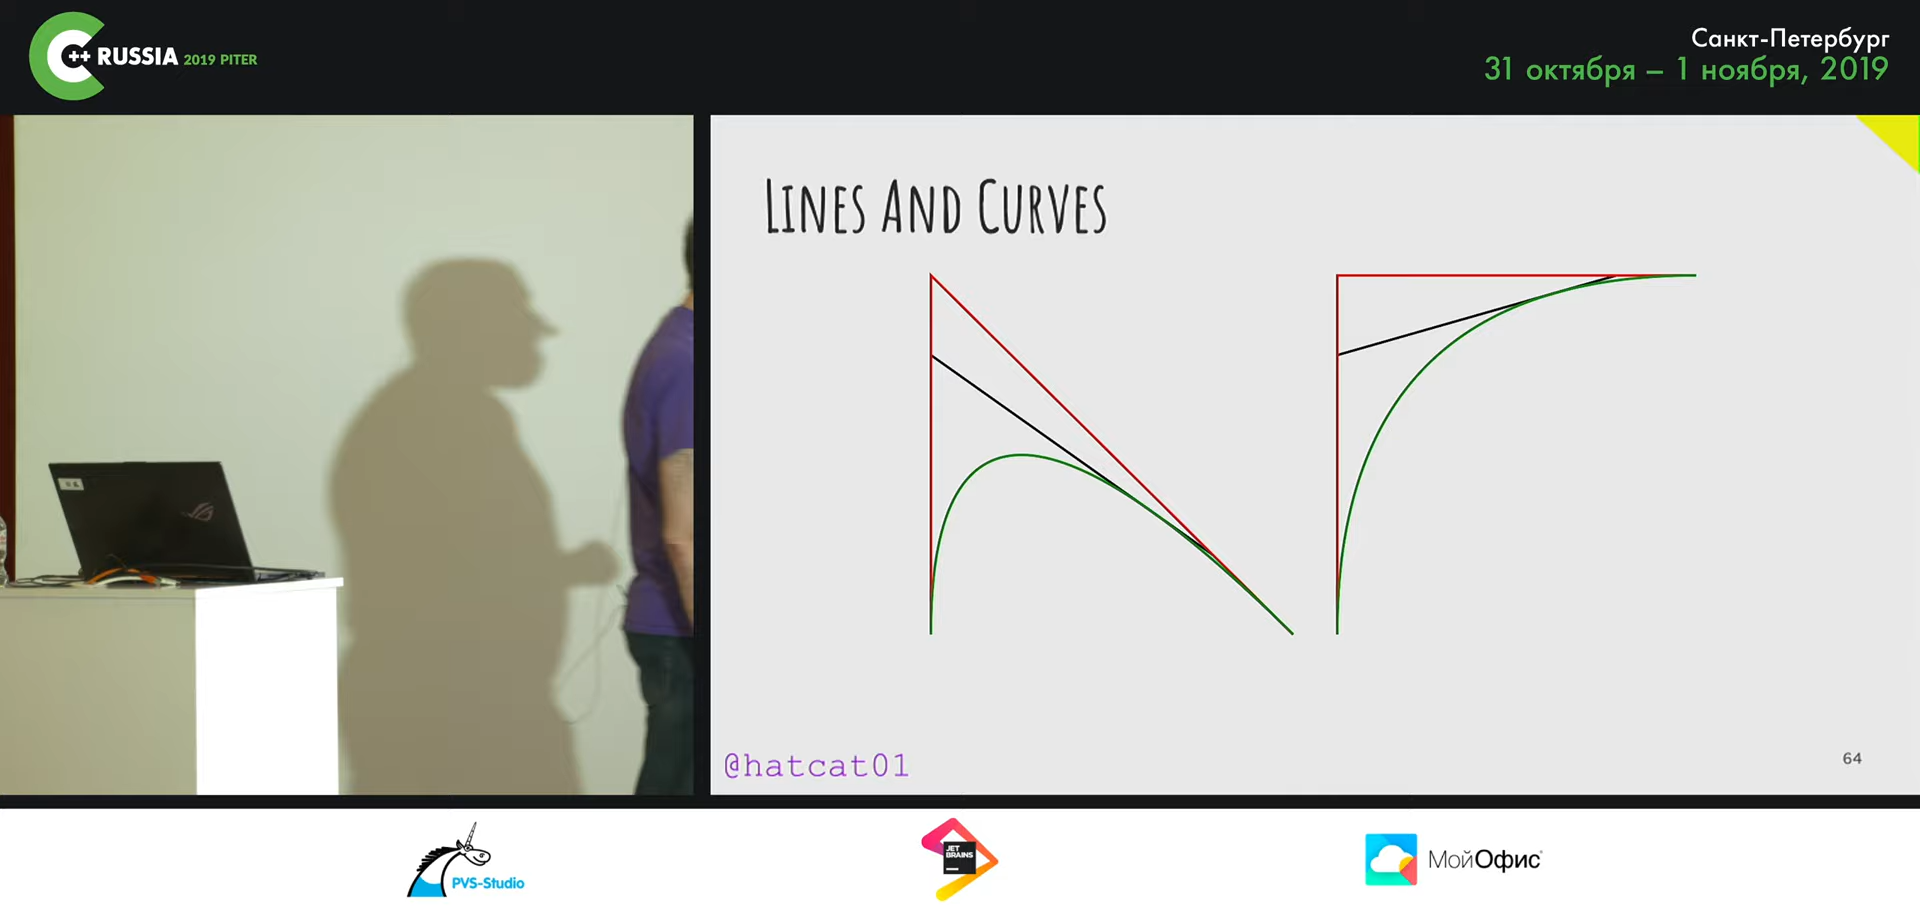 C++ RUSSIA 2019 PITER
Санкт-Петербург
31 октября – 1 ноября, 2019
LINES AND CURVES
@hatcat01
64
PVS-Studio
JET
BRAINS
МойОфис